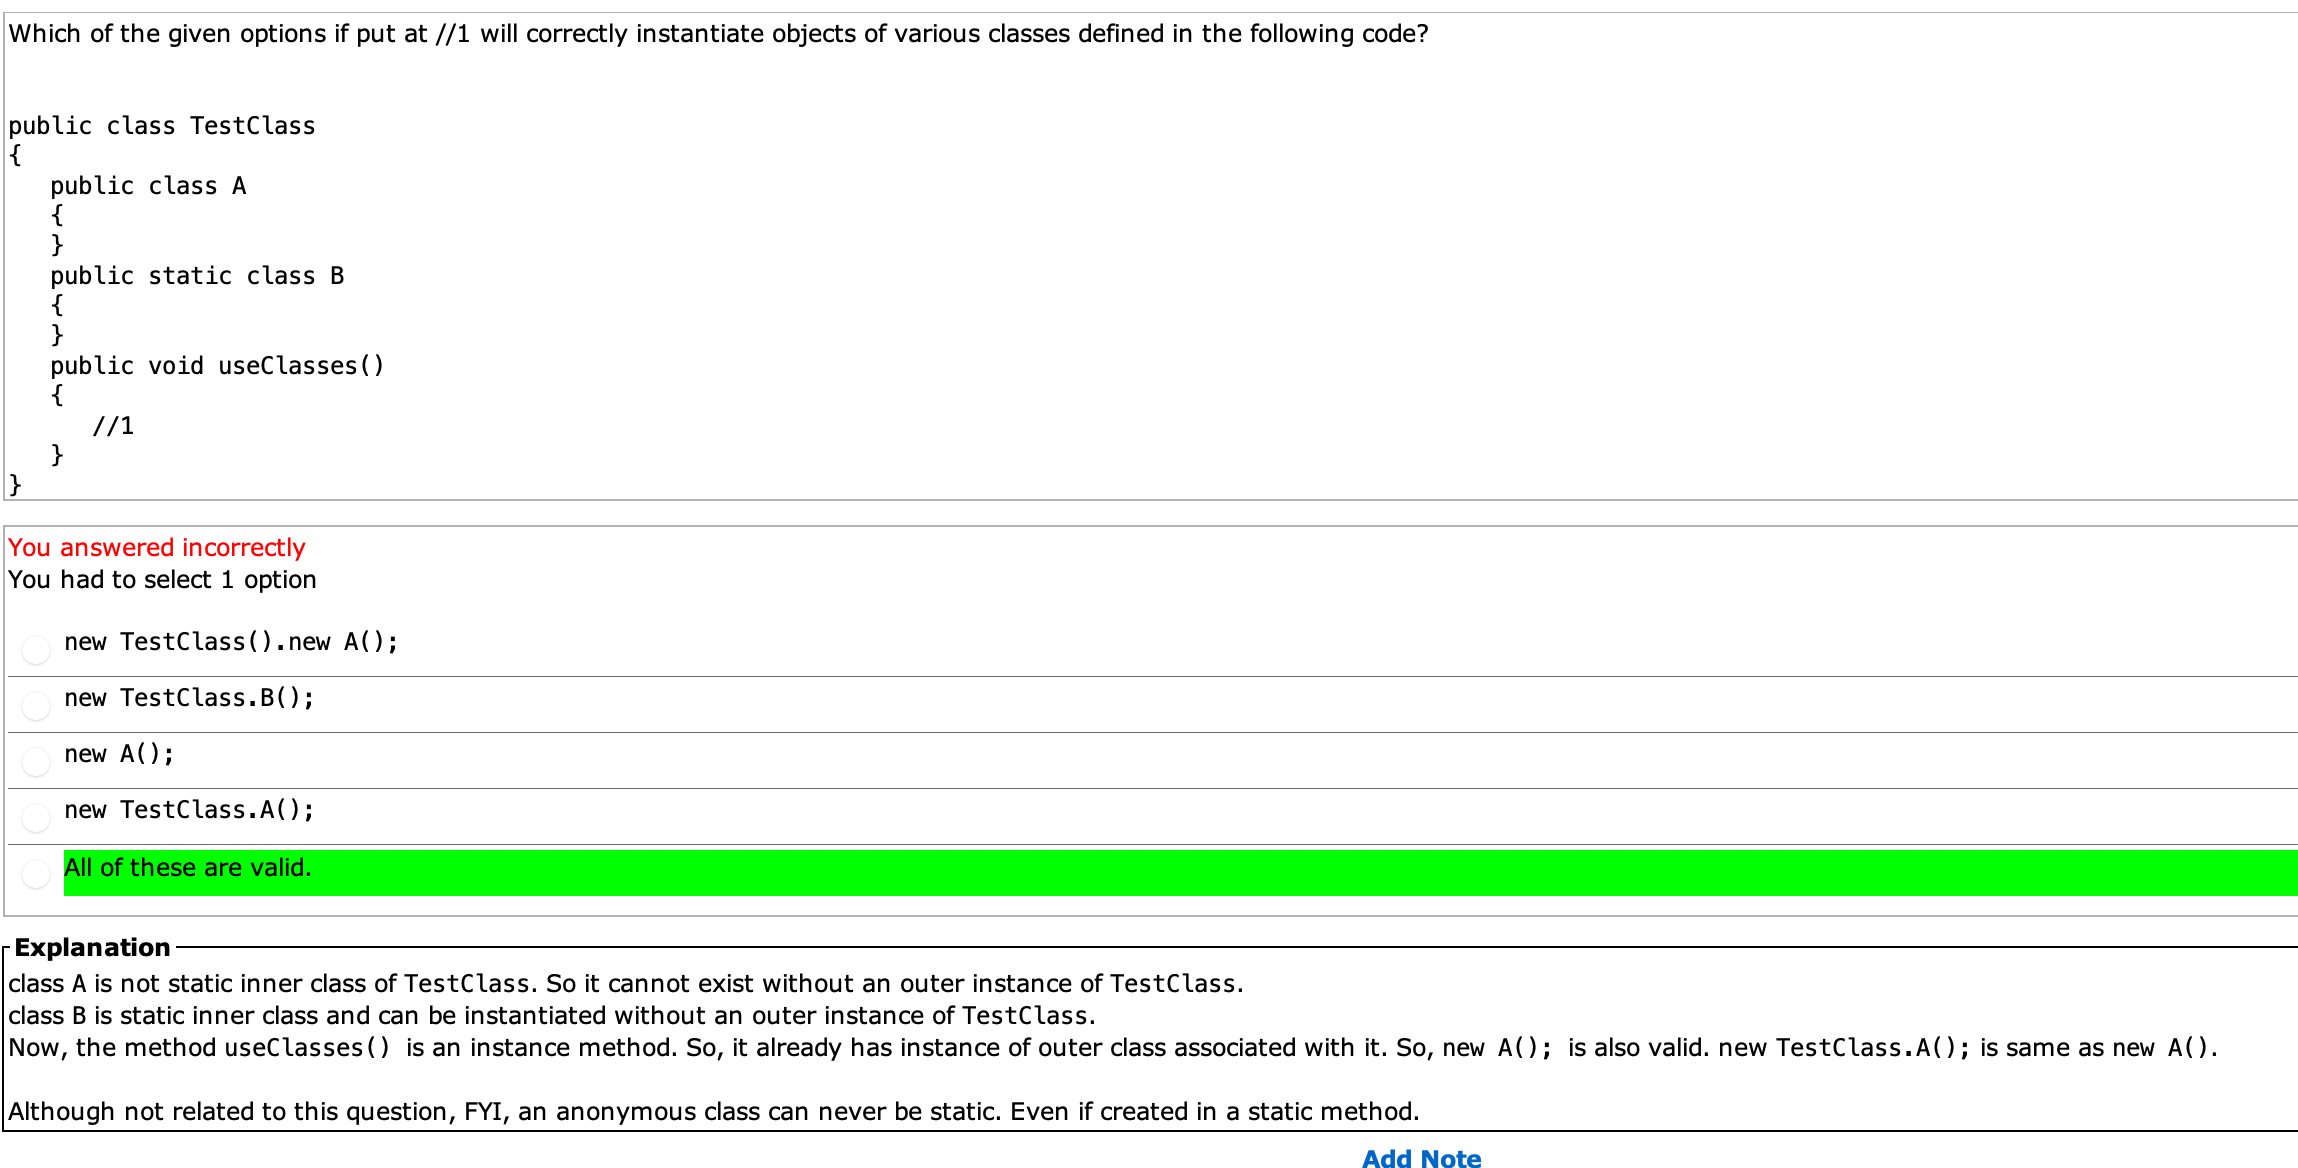 Which of the given options if put at //1 will correctly instantiate objects of various classes defined in the following code?
public class TestClass
{
   public class A
   {
   }
   public static class B
   {
   }
   public void useClasses()
   {
      //1
   }
}
You answered incorrectly
You had to select 1 option
new TestClass().new A();
new TestClass.B();
new A();
new TestClass.A();
All of these are valid.
Explanation
class A is not static inner class of TestClass. So it cannot exist without an outer instance of TestClass.
class B is static inner class and can be instantiated without an outer instance of TestClass.
Now, the method useClasses() is an instance method. So, it already has instance of outer class associated with it. So, new A(); is also valid. new TestClass.A(); is same as new A().
Although not related to this question, FYI, an anonymous class can never be static. Even if created in a static method.
Add Note